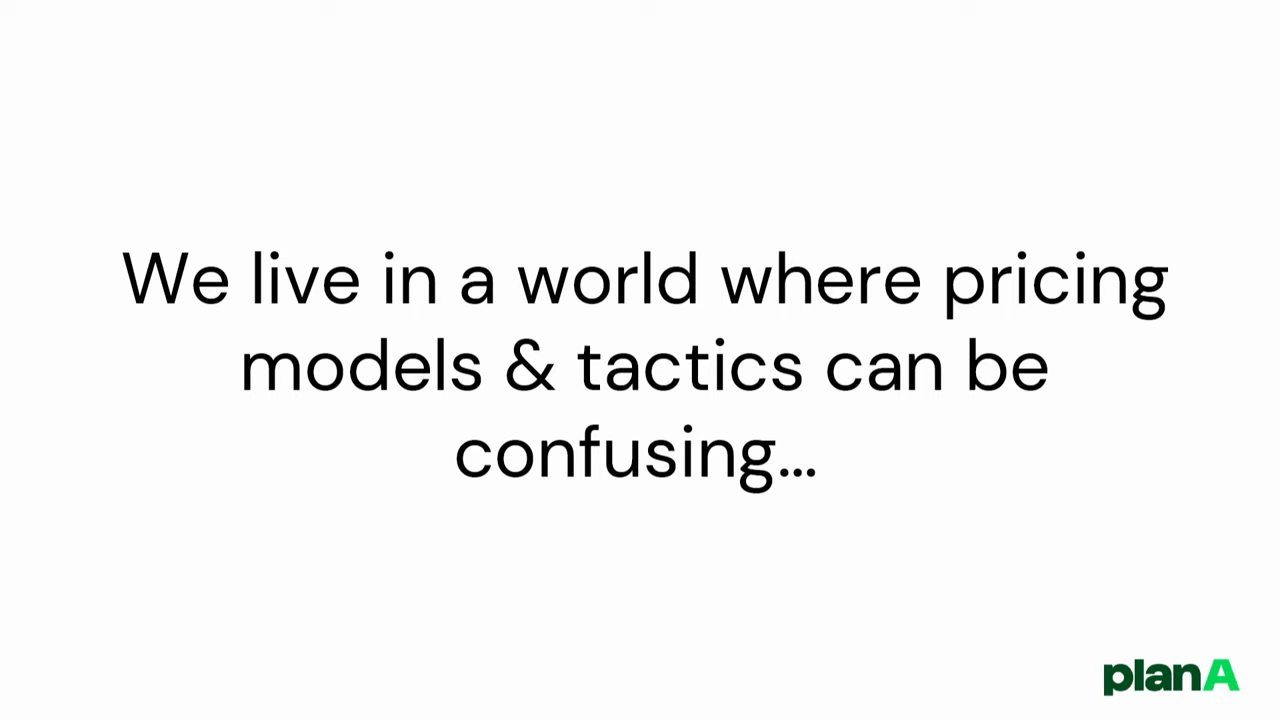 We live in a world where pricing
models & tactics can be
confusing...
planA